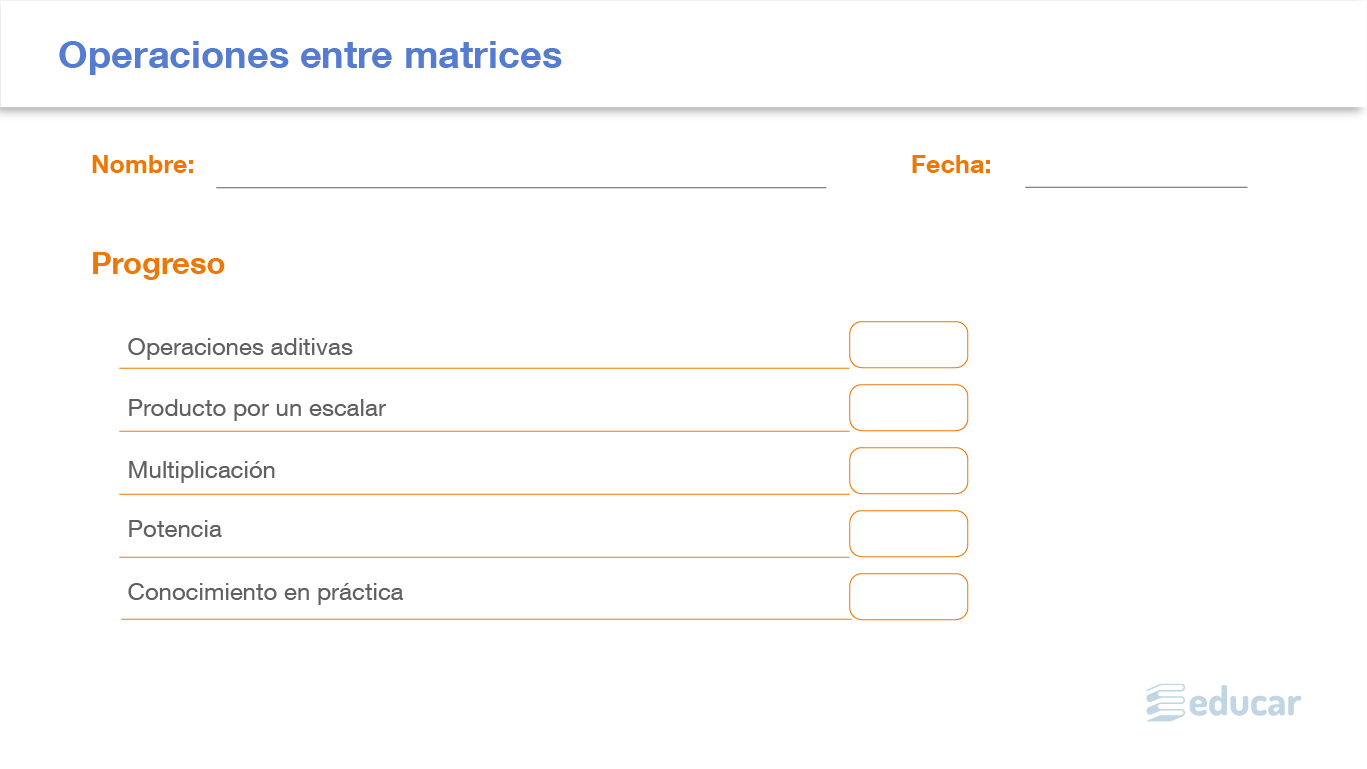 Operaciones entre matrices
Nombre: Fecha:
Progreso
Operaciones aditivas
Producto por un escalar
Multiplicación
Potencia
Conocimiento en práctica
educar